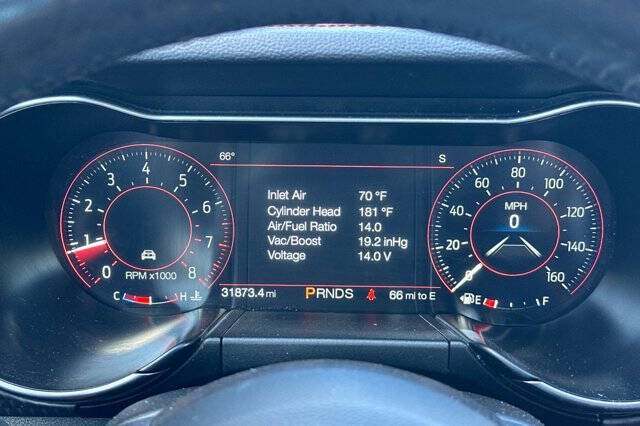 66° S
Inlet Air 70 °F
Cylinder Head 181 °F
Air/Fuel Ratio 14.0
Vac/Boost 19.2 inHg
Voltage 14.0 V
31873.4 mi PRNDS 66 mi to E
0 1 2 3 4 5 6 7 8
RPM x1000
C H
0 20 40 60 80 100 120 140 160
MPH
0
E F